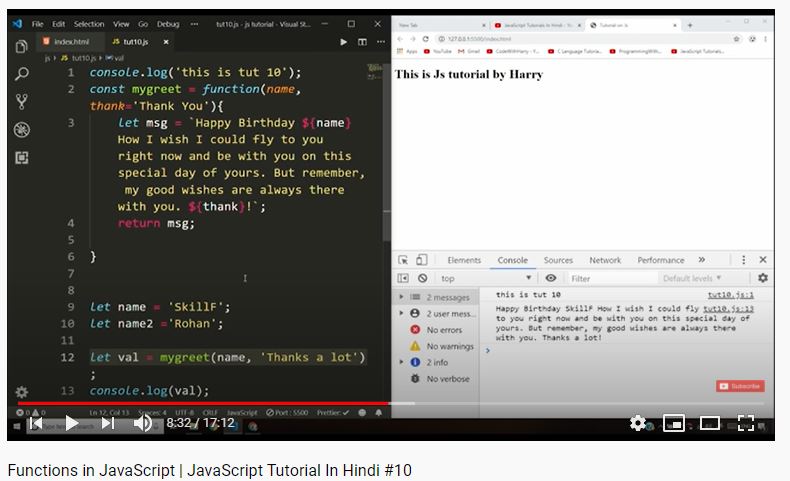 File Edit Selection View Go Debug ... tut10.js - js tutorial - Visual St...
index.html JS tut10.js
js > JS tut10.js > val
1 console.log('this is tut 10');
2 const mygreet = function(name,
thank='Thank You'){
3 let msg = `Happy Birthday ${name}
How I wish I could fly to you
right now and be with you on this
special day of yours. But remember,
my good wishes are always there
with you. ${thank}!`;
4 return msg;
5
6 }
7
8
9 let name = 'SkillF';
10 let name2 ='Rohan';
11
12 let val = mygreet(name, 'Thanks a lot')
;
13 console.log(val);
0 0 Ln 12, Col 13 Spaces: 4 UTF-8 CRLF JavaScript Port : 5500 Prettier: ✓
New Tab JavaScript Tutorials In Hindi Tutorial on Js
127.0.0.1:5500/index.html
Apps YouTube M Gmail CodeWithHarry - Y... C Language Tutoria... ProgrammingWith... JavaScript Tutorials...
This is Js tutorial by Harry
Elements Console Sources Network Performance »
top Filter Default levels ▼
2 messages
2 user mess...
No errors
No warnings
2 info
No verbose
this is tut 10 tut10.js:1
Happy Birthday SkillF How I wish I could fly tut10.js:13
to you right now and be with you on this special day of
yours. But remember, my good wishes are always there
with you. Thanks a lot!
Subscribe
8:32 / 17:12
Functions in JavaScript | JavaScript Tutorial In Hindi #10